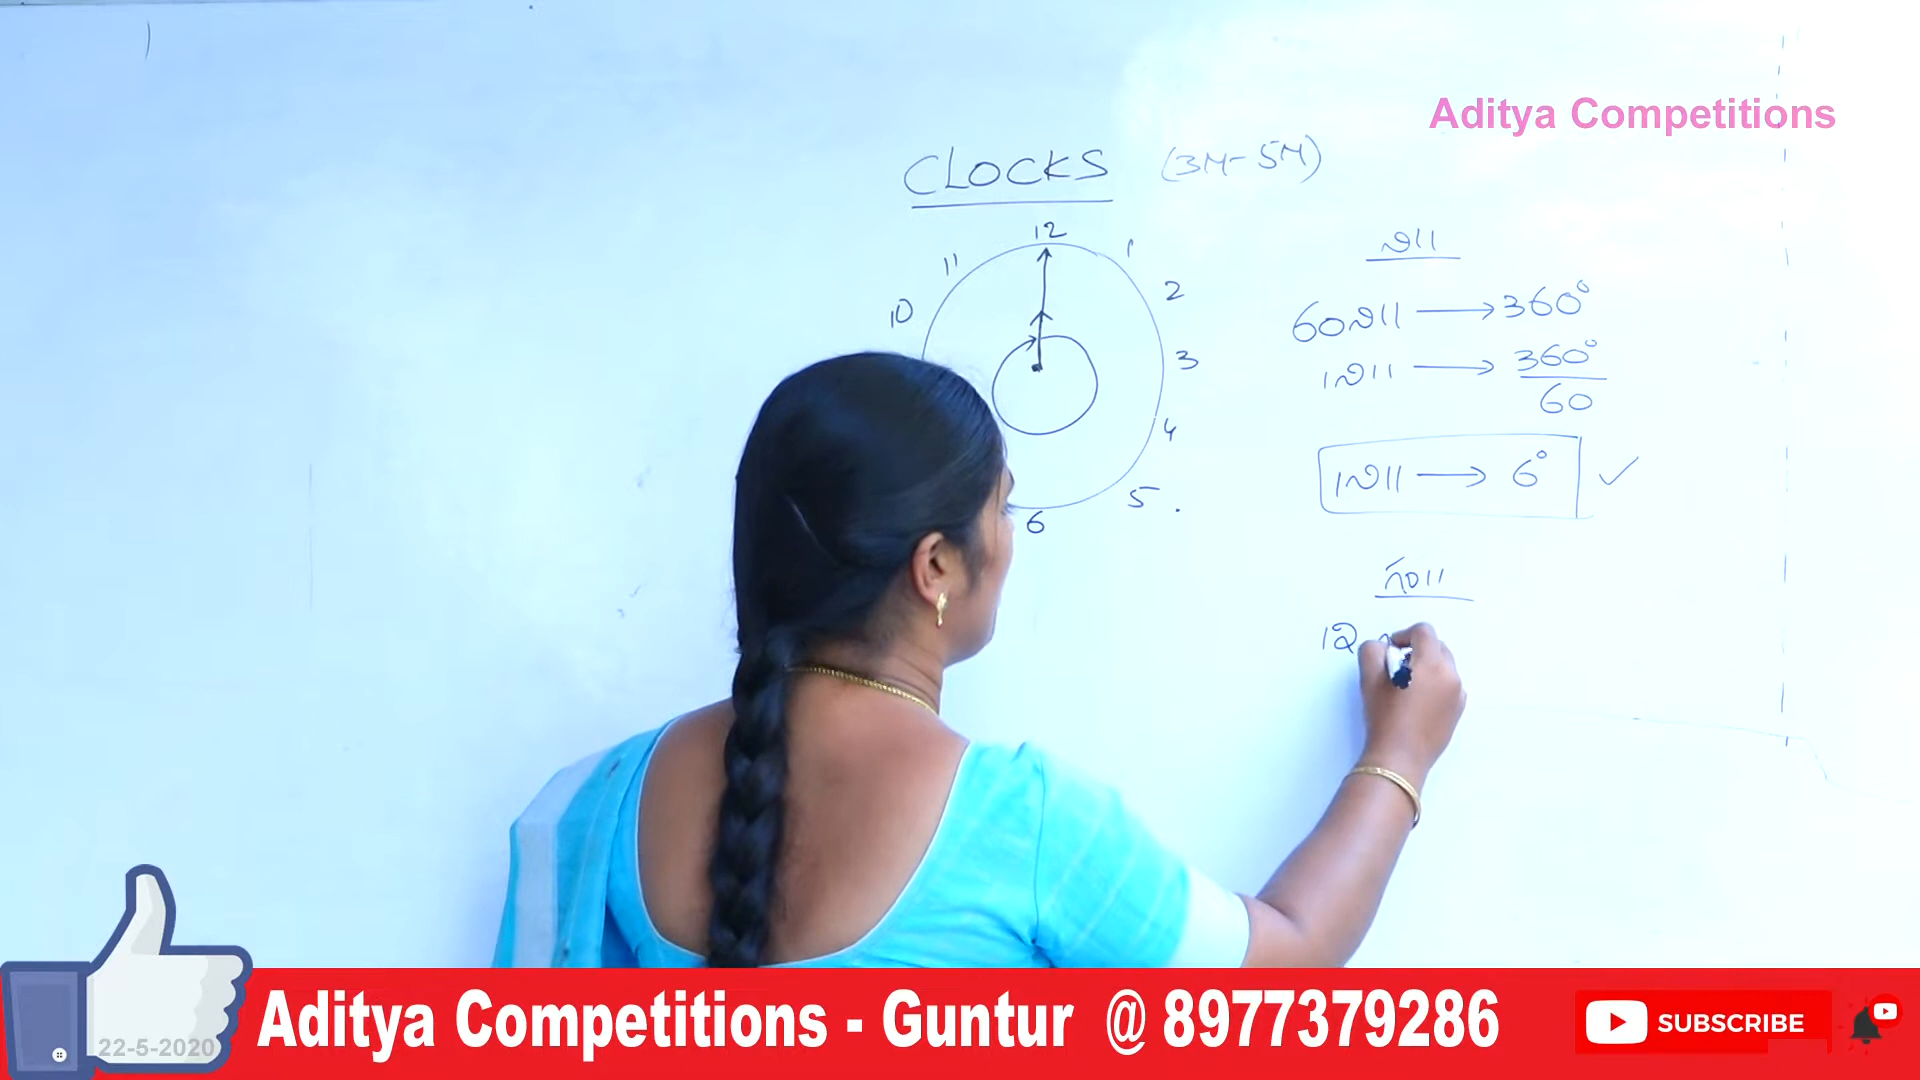 Aditya Competitions
CLOCKS (3M-5M)
12
11
1
10
2
3
4
5
6
ని॥
60ని॥ → 360°
1ని॥ → 360°
60
1ని॥ → 6°
గం॥
12
22-5-2020
Aditya Competitions - Guntur @ 8977379286
SUBSCRIBE